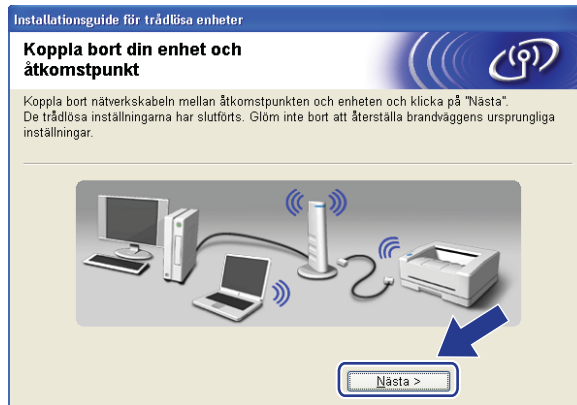 Installationsguide för trådlösa enheter
Koppla bort din enhet och
åtkomstpunkt
Koppla bort nätverkskabeln mellan åtkomstpunkten och enheten och klicka på "Nästa".
De trådlösa inställningarna har slutförts. Glöm inte bort att återställa brandväggens ursprungliga
inställningar.
Nästa >